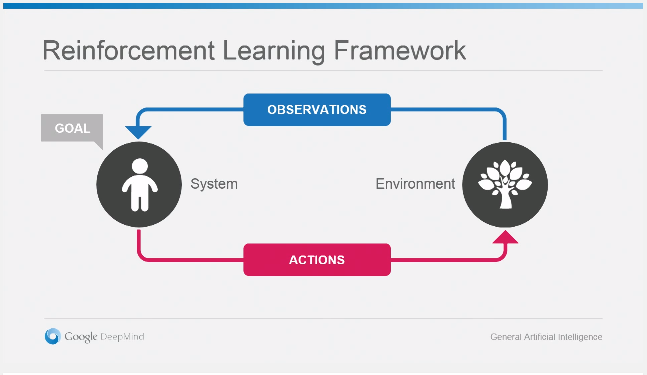 Reinforcement Learning Framework
OBSERVATIONS
GOAL
System
Environment
ACTIONS
Google DeepMind
General Artificial Intelligence